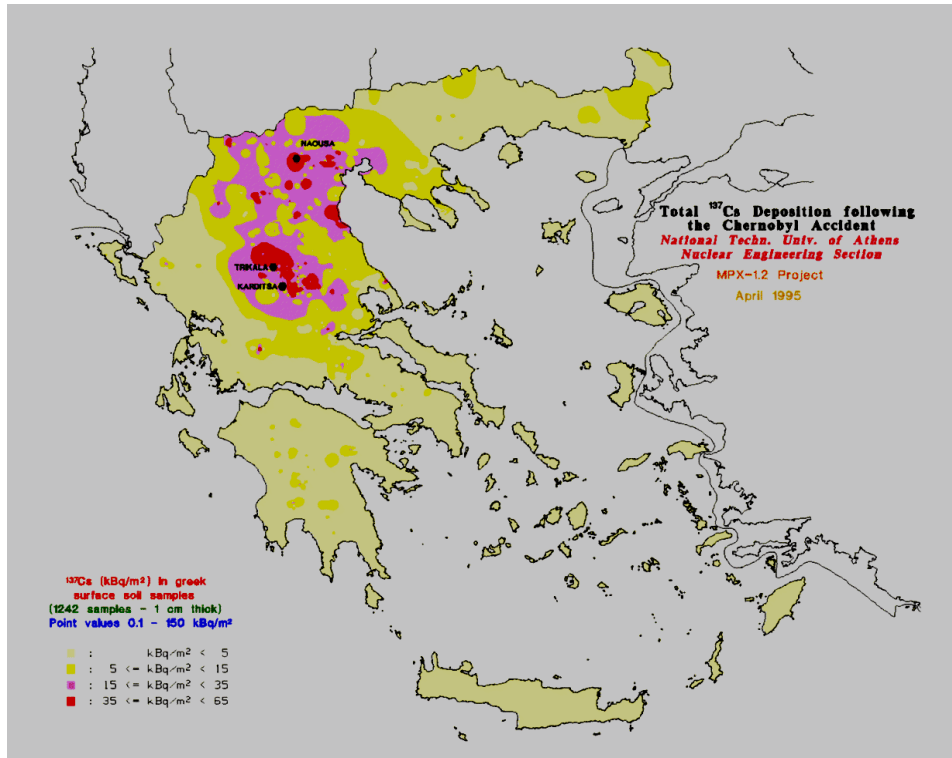 NAOUSA
Total ¹³⁷Cs Deposition following
the Chernobyl Accident
National Techn. Univ. of Athens
Nuclear Engineering Section
MPX-1.2 Project
April 1995
TRIKALA
KARDITSA
¹³⁷Cs (kBq/m²) in greek
surface soil samples
(1242 samples - 1 cm thick)
Point values 0.1 - 150 kBq/m²
: kBq/m² < 5
: 5 <= kBq/m² < 15
: 15 <= kBq/m² < 35
: 35 <= kBq/m² < 65